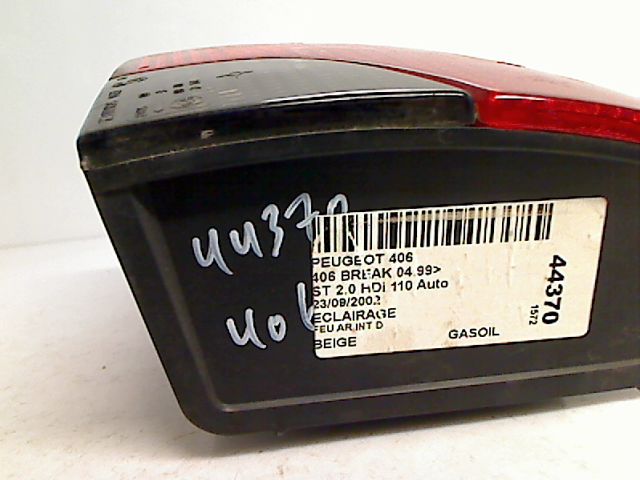 44370
406
PEUGEOT 406
406 BREAK 04.99>
ST 2.0 HDi 110 Auto
23/09/2002
ECLAIRAGE
FEU AR INT D
BEIGE
GASOIL
44370
1572